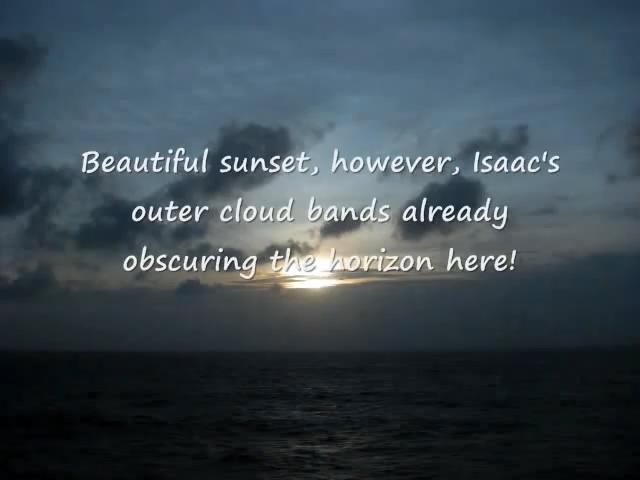 Beautiful sunset, however, Isaac's
outer cloud bands already
obscuring the horizon here!